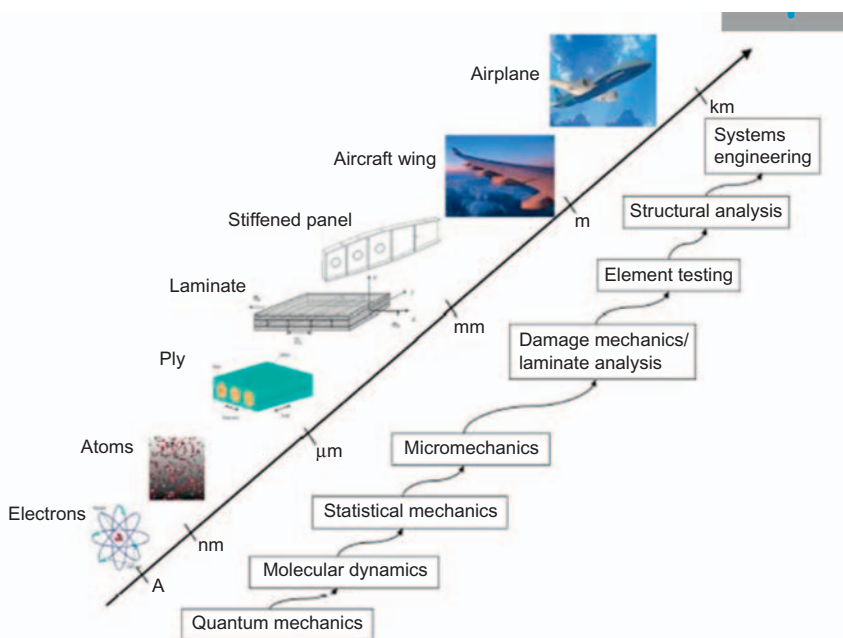 Airplane
km
Systems
engineering
Aircraft wing
Structural analysis
m
Stiffened panel
Element testing
Laminate
mm
Damage mechanics/
laminate analysis
Ply
μm
Micromechanics
Atoms
Statistical mechanics
Electrons
nm
Molecular dynamics
A
Quantum mechanics